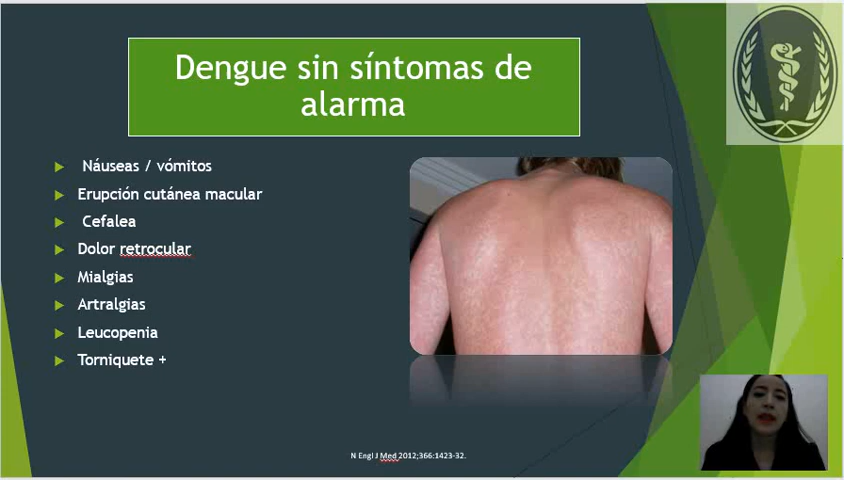 Dengue sin síntomas de
alarma
Náuseas / vómitos
Erupción cutánea macular
Cefalea
Dolor retrocular
Mialgias
Artralgias
Leucopenia
Torniquete +
N Engl J Med 2012;366:1423-32.